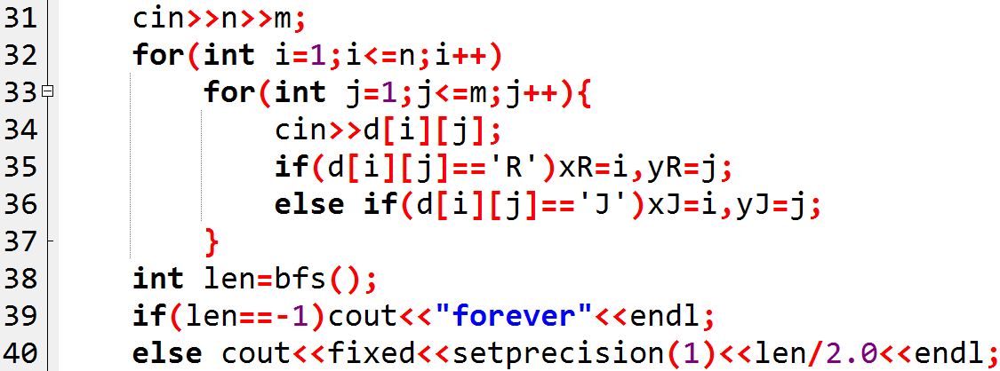 31 cin>>n>>m;
32 for(int i=1;i<=n;i++)
33 for(int j=1;j<=m;j++){
34 cin>>d[i][j];
35 if(d[i][j]=='R')xR=i,yR=j;
36 else if(d[i][j]=='J')xJ=i,yJ=j;
37 }
38 int len=bfs();
39 if(len==-1)cout<<"forever"<<endl;
40 else cout<<fixed<<setprecision(1)<<len/2.0<<endl;